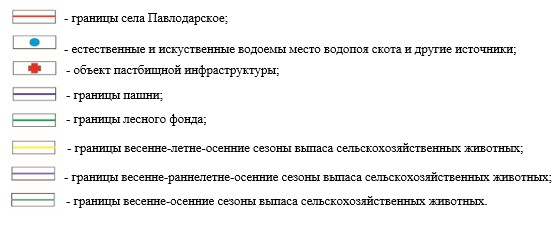 - границы села Павлодарское;
- естественные и искуственные водоемы место водопоя скота и другие источники;
- объект пастбищной инфраструктуры;
- границы пашни;
- границы лесного фонда;
- границы весенне-летне-осенние сезоны выпаса сельскохозяйственных животных;
- границы весенне-раннелетне-осенние сезоны выпаса сельскохозяйственных животных;
- границы весенне-осенние сезоны выпаса сельскохозяйственных животных.